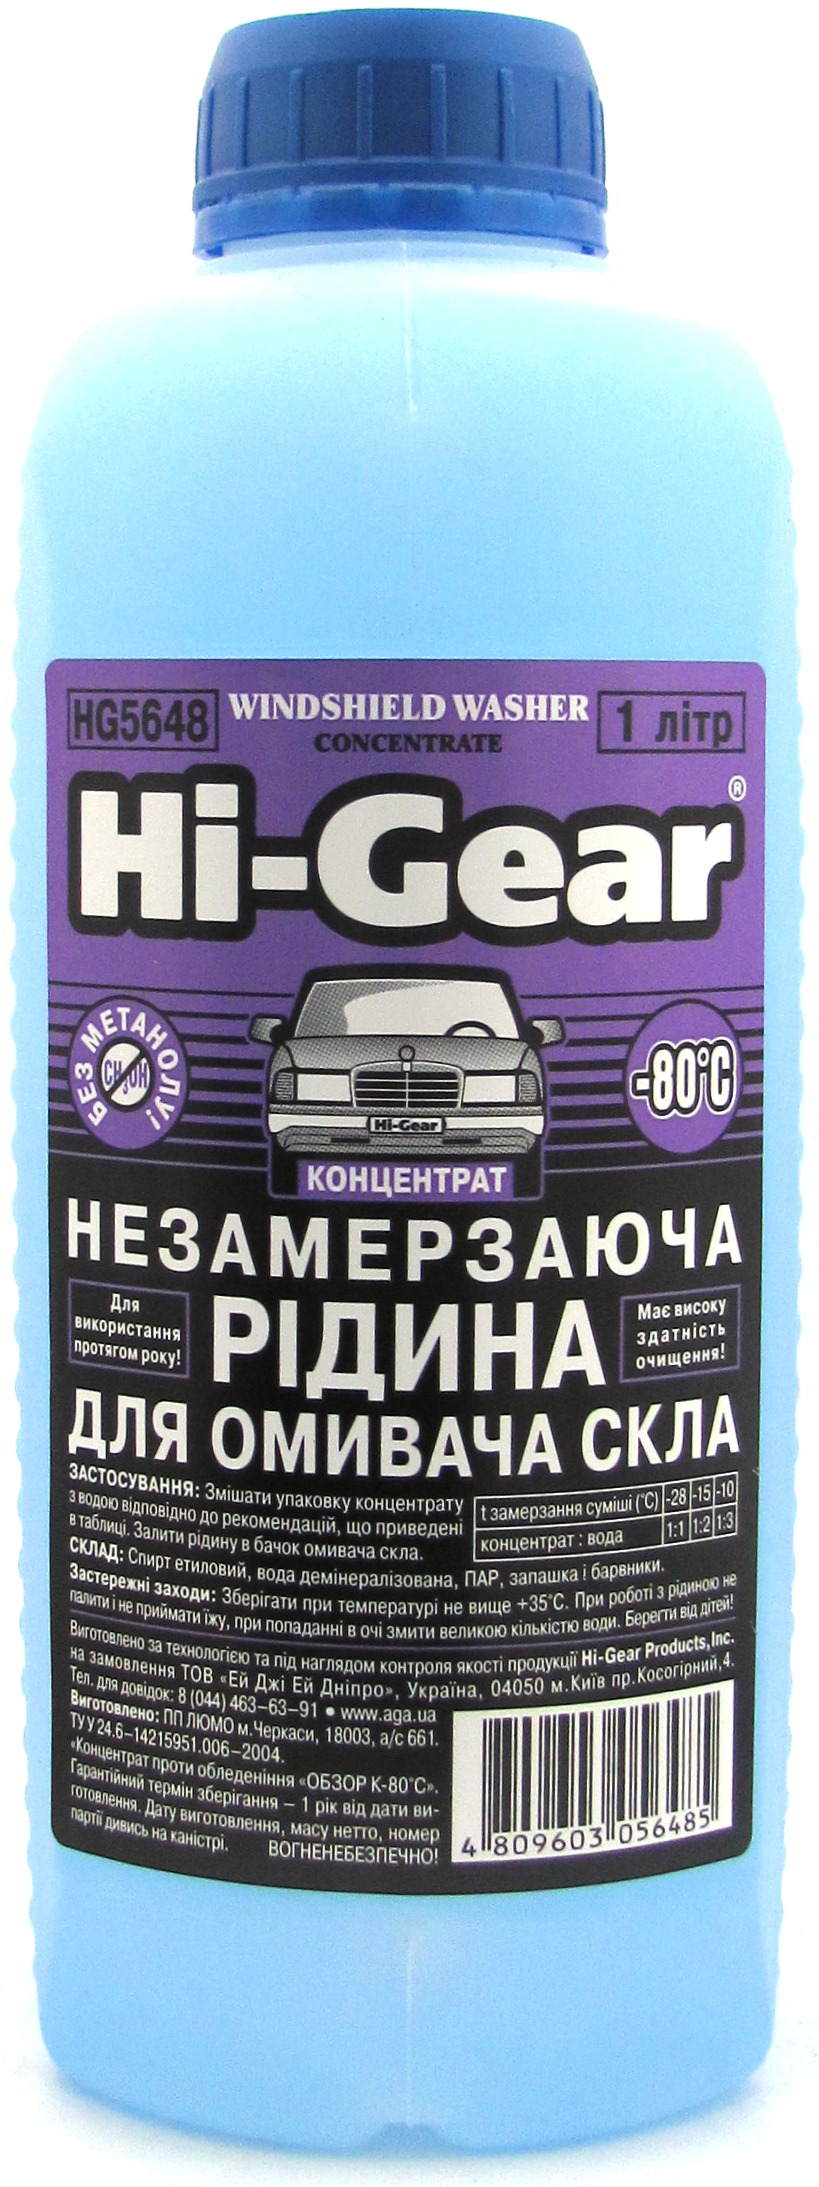 HG5648
WINDSHIELD WASHER
CONCENTRATE
1 літр
Hi-Gear®
БЕЗ МЕТАНОЛУ!
CH₃OH
-80°C
Hi-Gear
КОНЦЕНТРАТ
НЕЗАМЕРЗАЮЧА
Для
використання
протягом року!
РІДИНА
Має високу
здатність
очищення!
ДЛЯ ОМИВАЧА СКЛА
ЗАСТОСУВАННЯ: Змішати упаковку концентрату
з водою відповідно до рекомендацій, що приведені
в таблиці. Залити рідину в бачок омивача скла.
t замерзання суміші (°C) -28 -15 -10
концентрат : вода 1:1 1:2 1:3
СКЛАД: Спирт етиловий, вода демінералізована, ПАР, запашка і барвники.
Застережні заходи: Зберігати при температурі не вище +35°С. При роботі з рідиною не
палити і не приймати їжу, при попаданні в очі змити великою кількістю води. Берегти від дітей!
Виготовлено за технологією та під наглядом контроля якості продукції Hi-Gear Products, Inc.
на замовлення ТОВ «Ей Джі Ей Дніпро», Україна, 04050 м.Київ пр.Косогірний,4.
Тел. для довідок: 8 (044) 463–63–91 • www.aga.ua
Виготовлено: ПП ЛЮМО м.Черкаси, 18003, а/с 661.
ТУ У 24.6–14215951.006–2004.
«Концентрат проти обледеніння «ОБЗОР К-80°С».
Гарантійний термін зберігання – 1 рік від дати ви-
готовлення. Дату виготовлення, масу нетто, номер
партії дивись на каністрі. ВОГНЕНЕБЕЗПЕЧНО!
4 809603 056485